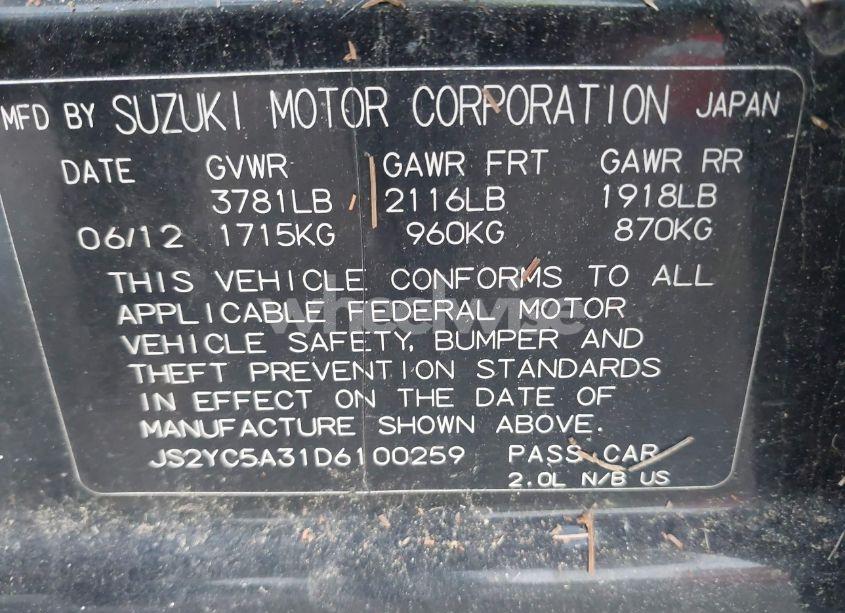 MFD BY SUZUKI MOTOR CORPORATION JAPAN
DATE GVWR GAWR FRT GAWR RR
3781LB 2116LB 1918LB
06/12 1715KG 960KG 870KG
THIS VEHICLE CONFORMS TO ALL
APPLICABLE FEDERAL MOTOR
wheelwise
VEHICLE SAFETY, BUMPER AND
THEFT PREVENTION STANDARDS
IN EFFECT ON THE DATE OF
MANUFACTURE SHOWN ABOVE.
JS2YC5A31D6100259 PASS.CAR
2.0L N/B US